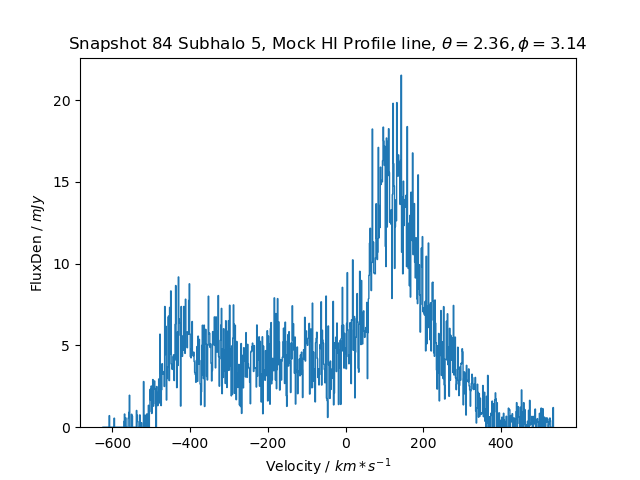 Snapshot 84 Subhalo 5, Mock HI Profile line, θ = 2.36, ϕ = 3.14
FluxDen / mJy
20
15
10
5
0
−600 −400 −200 0 200 400
Velocity / km * s⁻¹